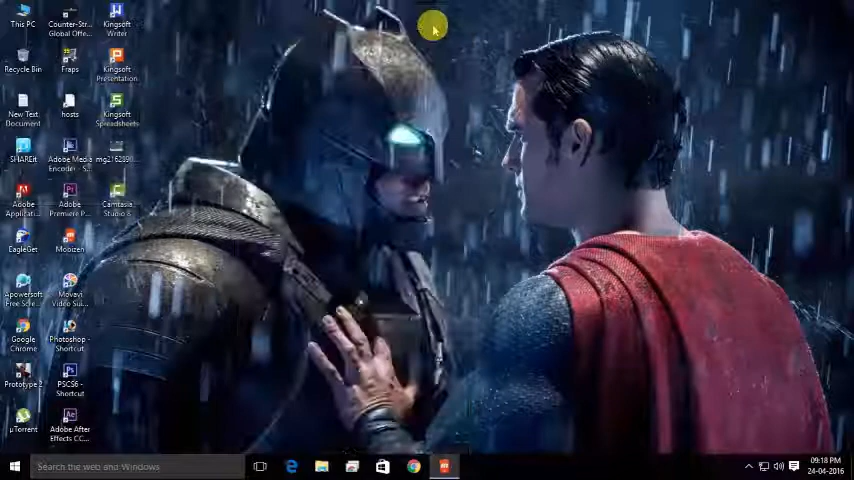 This PC
Counter-Str...
Global Offe...
Kingsoft
Writer
Recycle Bin
Fraps
Kingsoft
Presentation
New Text
Document
hosts
Kingsoft
Spreadsheets
SHAREit
Adobe Media
Encoder - S...
Adobe
Applicati...
Adobe
Premiere P...
Camtasia
Studio 8
EagleGet
Mobizen
Apowersoft
Free Scre...
Movavi
Video Sui...
Google
Chrome
Photoshop -
Shortcut
Prototype 2
PSCS6 -
Shortcut
µTorrent
Adobe After
Effects CC...
Search the web and Windows
09:18 PM
24-04-2016